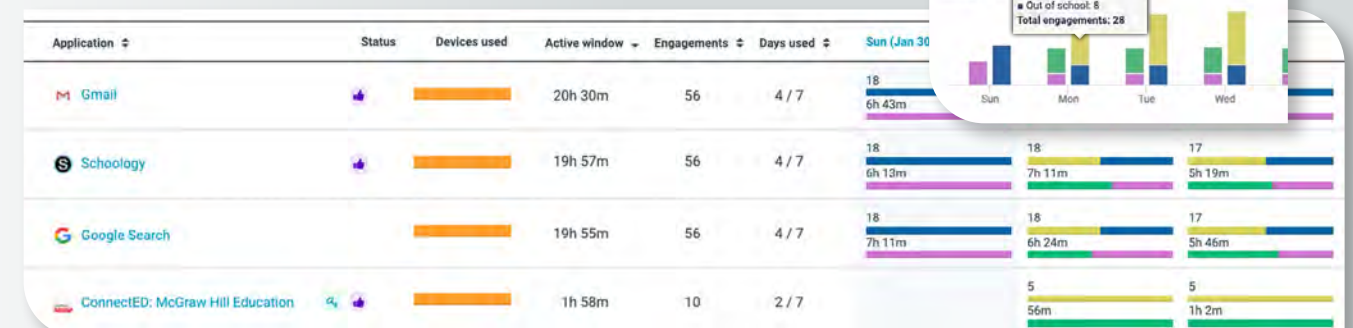 Out of school: 8
Total engagements: 28
Sun Mon Tue Wed
Application Status Devices used Active window Engagements Days used Sun (Jan 30
Gmail 20h 30m 56 4 / 7 18
6h 43m
Schoology 19h 57m 56 4 / 7 18 18 17
6h 13m 7h 11m 5h 19m
Google Search 19h 55m 56 4 / 7 18 18 17
7h 11m 6h 24m 5h 46m
ConnectED: McGraw Hill Education 1h 58m 10 2 / 7 5 5
56m 1h 2m